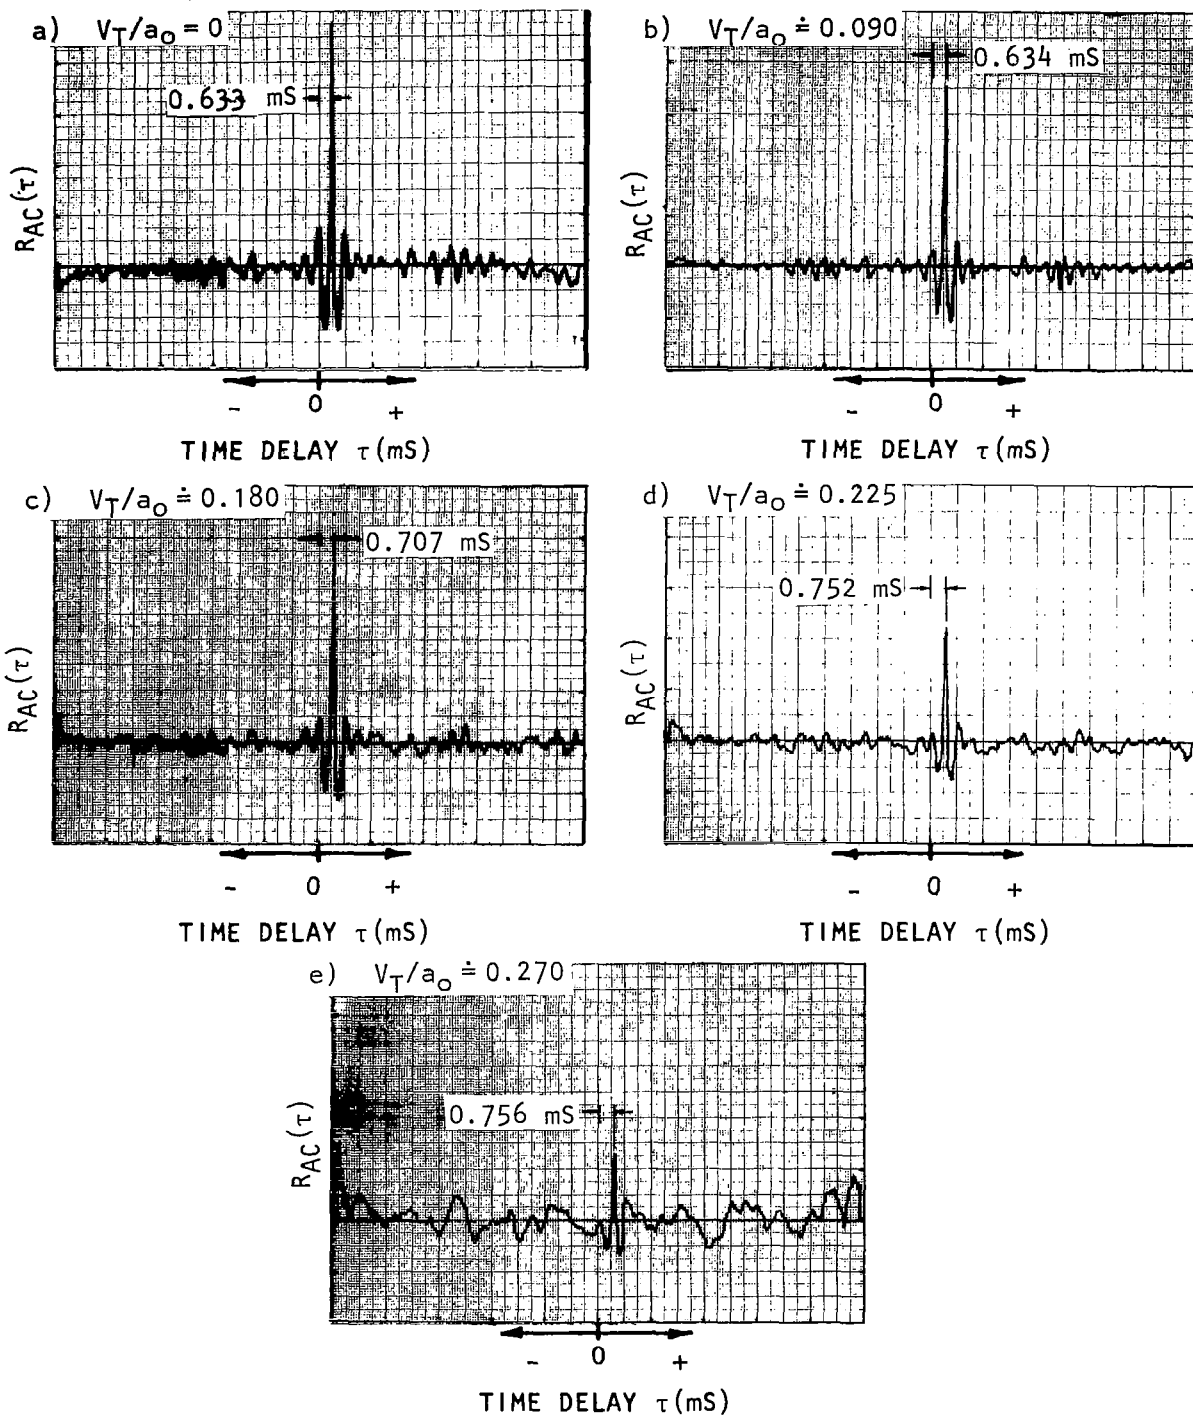 a) V_T/a_o = 0
0.633 mS
R_AC(τ)
- 0 +
TIME DELAY τ(mS)
b) V_T/a_o ≐ 0.090
0.634 mS
R_AC(τ)
- 0 +
TIME DELAY τ(mS)
c) V_T/a_o ≐ 0.180
0.707 mS
R_AC(τ)
- 0 +
TIME DELAY τ(mS)
d) V_T/a_o ≐ 0.225
0.752 mS
R_AC(τ)
- 0 +
TIME DELAY τ(mS)
e) V_T/a_o ≐ 0.270
0.756 mS
R_AC(τ)
- 0 +
TIME DELAY τ(mS)